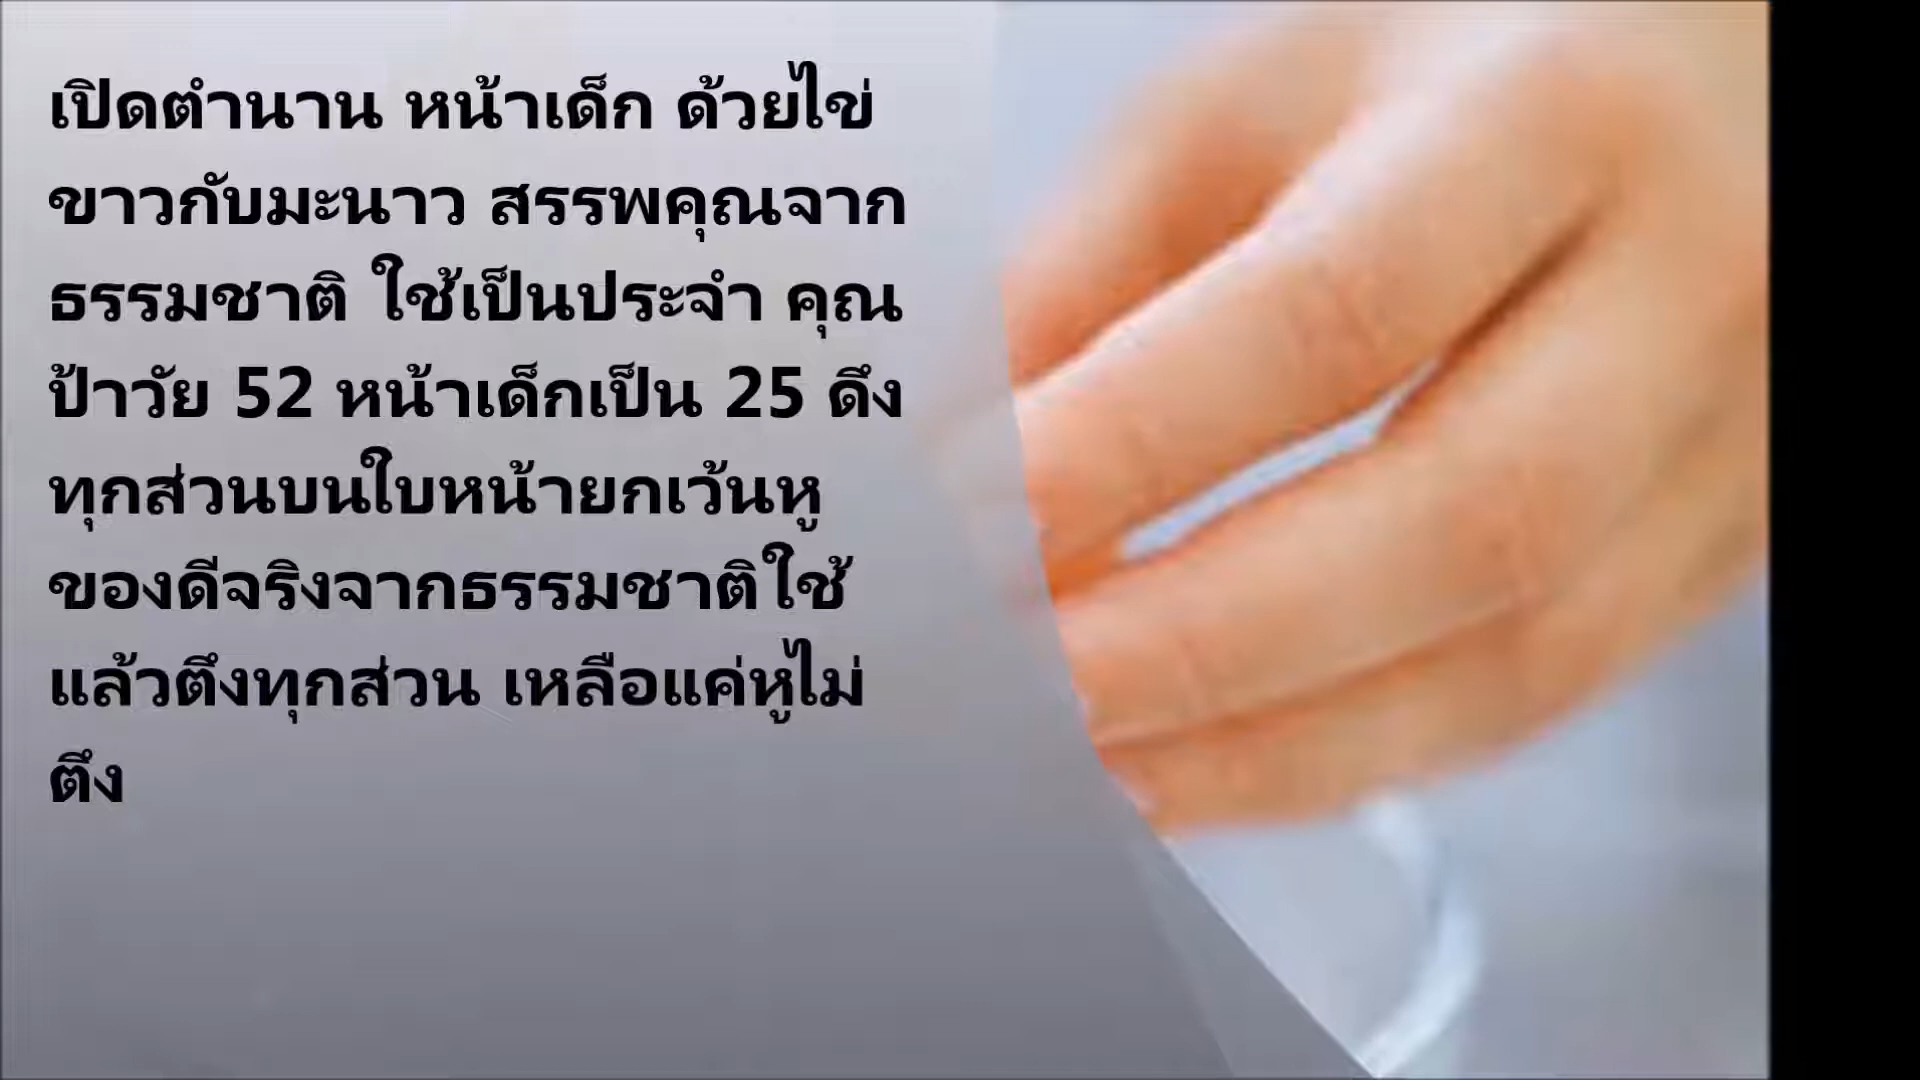 เปิดตำนาน หน้าเด็ก ด้วยไข่
ขาวกับมะนาว สรรพคุณจาก
ธรรมชาติ ใช้เป็นประจำ คุณ
ป้าวัย 52 หน้าเด็กเป็น 25 ดึง
ทุกส่วนบนใบหน้ายกเว้นหู
ของดีจริงจากธรรมชาติใช้
แล้วตึงทุกส่วน เหลือแค่หูไม่
ตึง